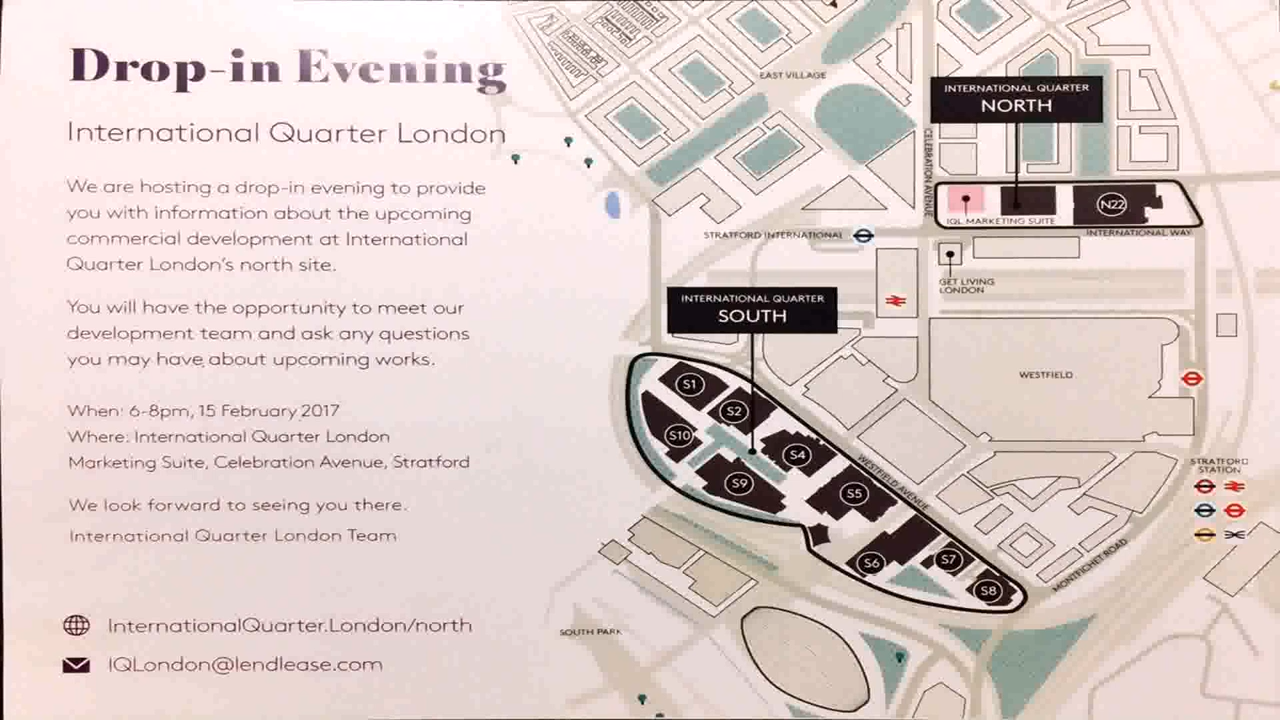 Drop-in Evening
International Quarter London
We are hosting a drop-in evening to provide
you with information about the upcoming
commercial development at International
Quarter London's north site.
You will have the opportunity to meet our
development team and ask any questions
you may have about upcoming works.
When: 6-8pm, 15 February 2017
Where: International Quarter London
Marketing Suite, Celebration Avenue, Stratford
We look forward to seeing you there.
International Quarter London Team
InternationalQuarter.London/north
IQLondon@lendlease.com
EAST VILLAGE
INTERNATIONAL QUARTER
NORTH
CELEBRATION AVENUE
IQL MARKETING SUITE
N22
INTERNATIONAL WAY
STRATFORD INTERNATIONAL
GET LIVING
LONDON
INTERNATIONAL QUARTER
SOUTH
WESTFIELD
S1
S2
S10
S4
S9
S5
WESTFIELD AVENUE
S6
S7
S8
STRATFORD
STATION
MONTFICHET ROAD
SOUTH PARK